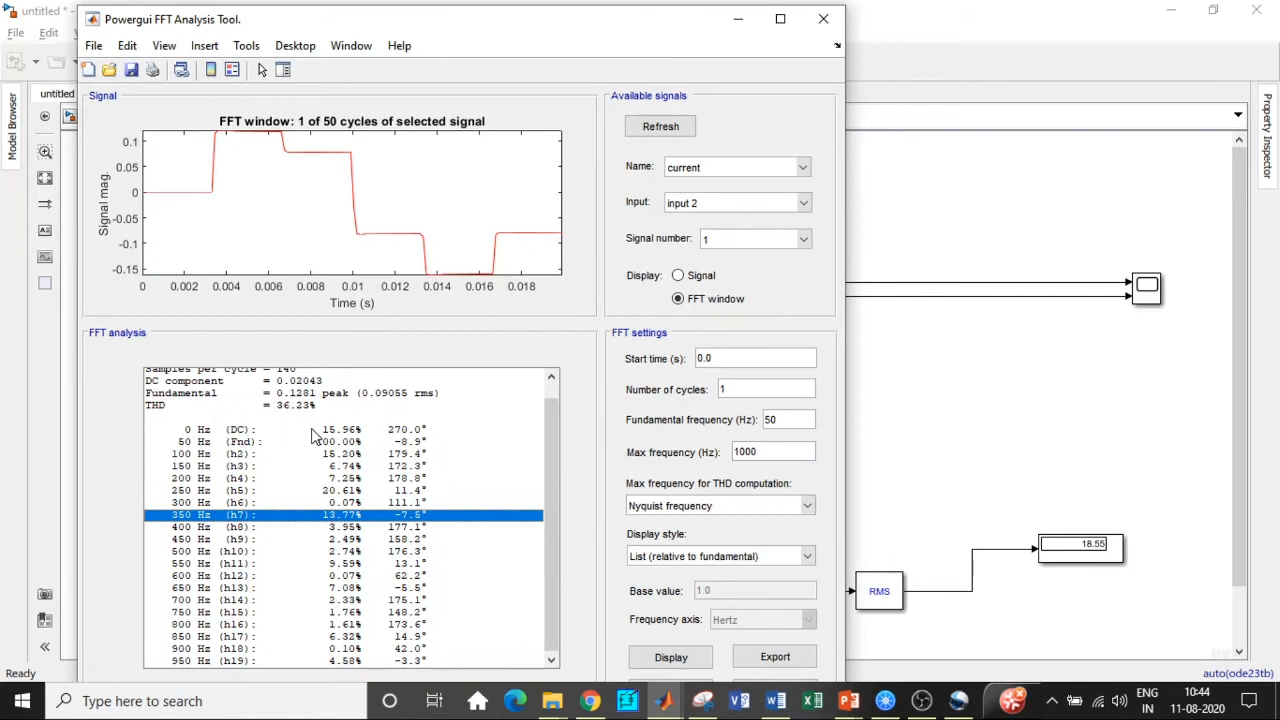 untitled *
File Edit
Powergui FFT Analysis Tool.
File Edit View Insert Tools Desktop Window Help
untitled
Model Browser
Property Inspector
Signal
FFT window: 1 of 50 cycles of selected signal
Signal mag.
0.1
0.05
0
-0.05
-0.1
-0.15
0 0.002 0.004 0.006 0.008 0.01 0.012 0.014 0.016 0.018
Time (s)
Available signals
Refresh
Name: current
Input: input 2
Signal number: 1
Display: Signal
FFT window
FFT analysis
Samples per cycle = 140
DC component = 0.02043
Fundamental = 0.1281 peak (0.09055 rms)
THD = 36.23%
0 Hz (DC): 15.96% 270.0°
50 Hz (Fnd): 100.00% -8.9°
100 Hz (h2): 15.20% 179.4°
150 Hz (h3): 6.74% 172.3°
200 Hz (h4): 7.25% 178.8°
250 Hz (h5): 20.61% 11.4°
300 Hz (h6): 0.07% 111.1°
350 Hz (h7): 13.77% -7.5°
400 Hz (h8): 3.95% 177.1°
450 Hz (h9): 2.49% 158.2°
500 Hz (h10): 2.74% 176.3°
550 Hz (h11): 9.59% 13.1°
600 Hz (h12): 0.07% 62.2°
650 Hz (h13): 7.08% -5.5°
700 Hz (h14): 2.33% 175.1°
750 Hz (h15): 1.76% 148.2°
800 Hz (h16): 1.61% 173.6°
850 Hz (h17): 6.32% 14.9°
900 Hz (h18): 0.10% 42.0°
950 Hz (h19): 4.58% -3.3°
FFT settings
Start time (s): 0.0
Number of cycles: 1
Fundamental frequency (Hz): 50
Max frequency (Hz): 1000
Max frequency for THD computation:
Nyquist frequency
Display style:
List (relative to fundamental)
Base value: 1.0
Frequency axis: Hertz
Display Export
18.55
RMS
Ready
auto(ode23tb)
Type here to search
ENG
IN
10:44
11-08-2020